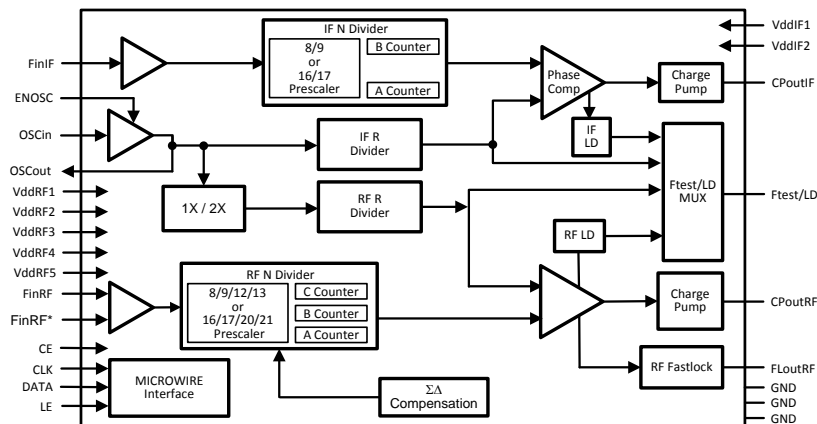 FinIF
ENOSC
OSCin
OSCout
VddRF1
VddRF2
VddRF3
VddRF4
VddRF5
FinRF
FinRF*
CE
CLK
DATA
LE
IF N Divider
8/9
or
16/17
Prescaler
B Counter
A Counter
Phase
Comp
Charge
Pump
IF
LD
IF R
Divider
1X / 2X
RF R
Divider
Ftest/LD
MUX
RF LD
RF N Divider
8/9/12/13
or
16/17/20/21
Prescaler
C Counter
B Counter
A Counter
Charge
Pump
RF Fastlock
MICROWIRE
Interface
ΣΔ
Compensation
VddIF1
VddIF2
CPoutIF
Ftest/LD
CPoutRF
FLoutRF
GND
GND
GND